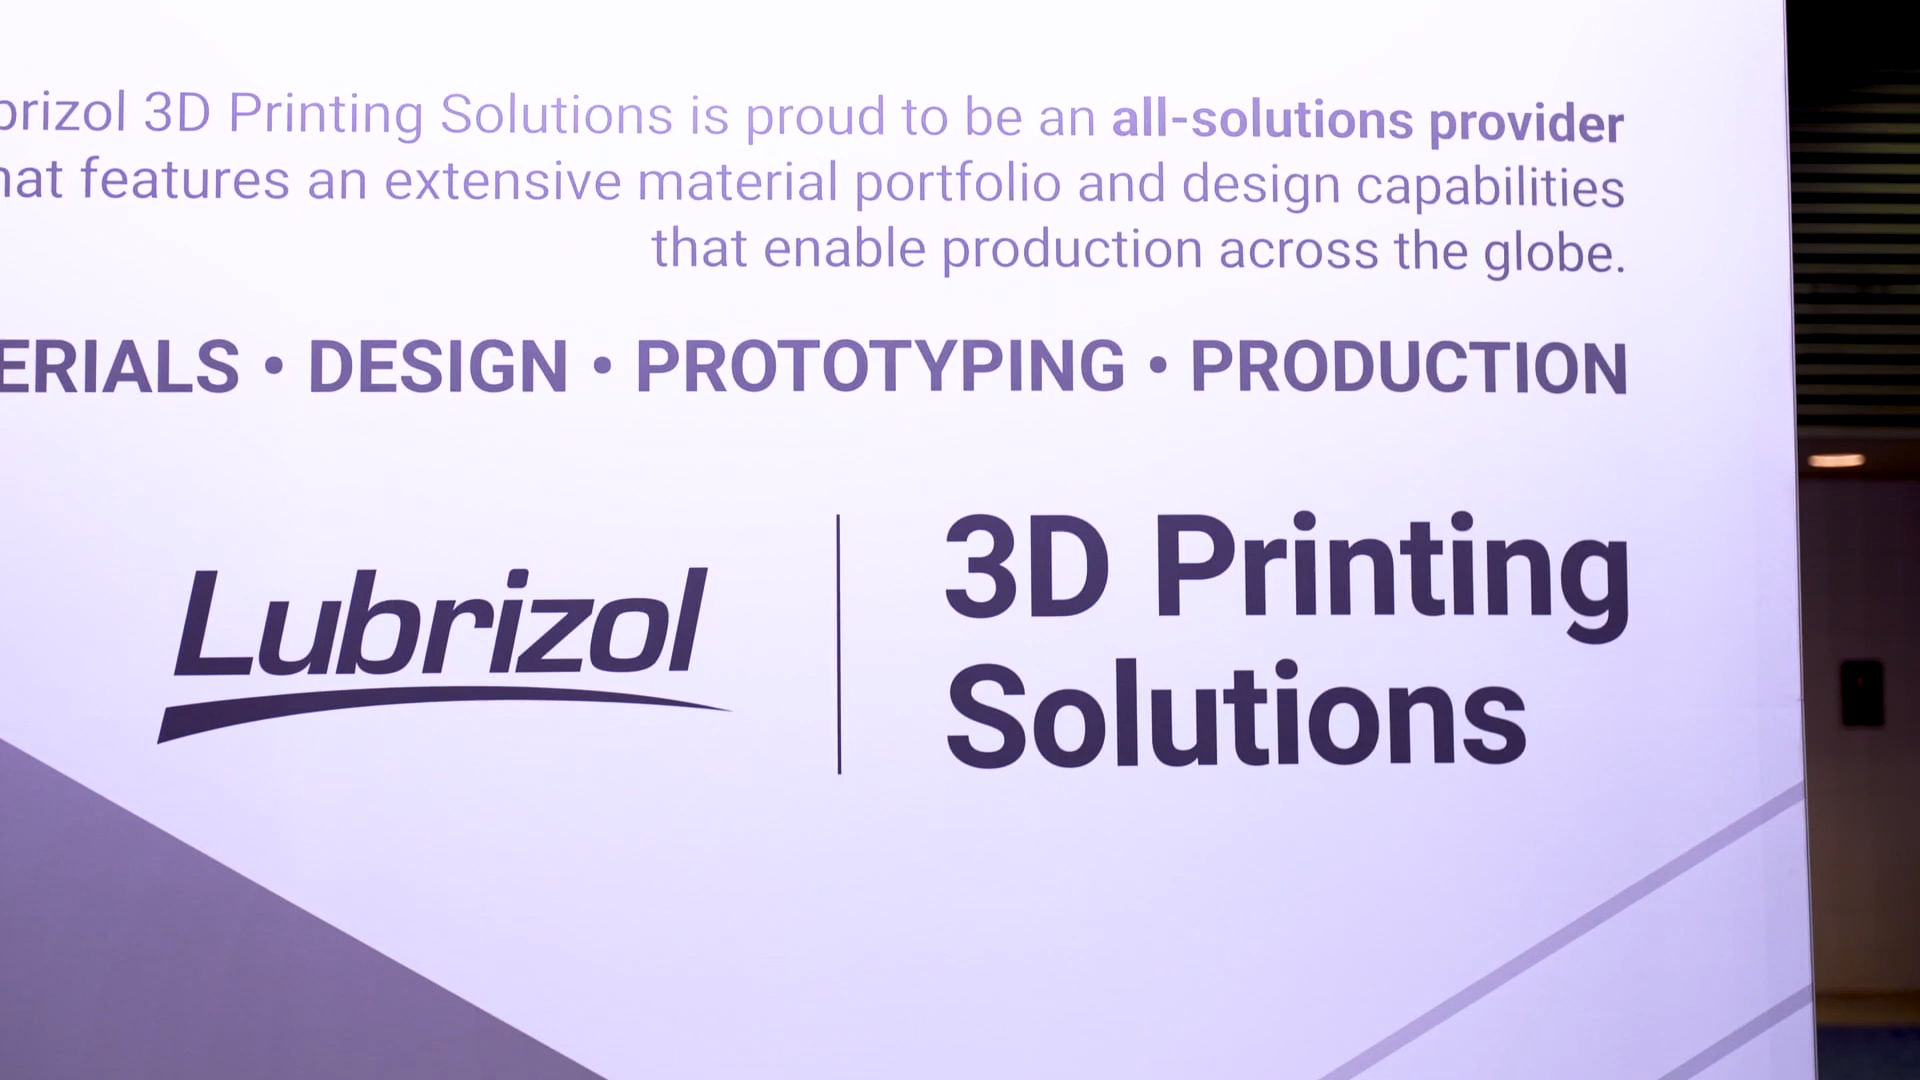 brizol 3D Printing Solutions is proud to be an all-solutions provider
hat features an extensive material portfolio and design capabilities
that enable production across the globe.
ERIALS • DESIGN • PROTOTYPING • PRODUCTION
Lubrizol
3D Printing
Solutions